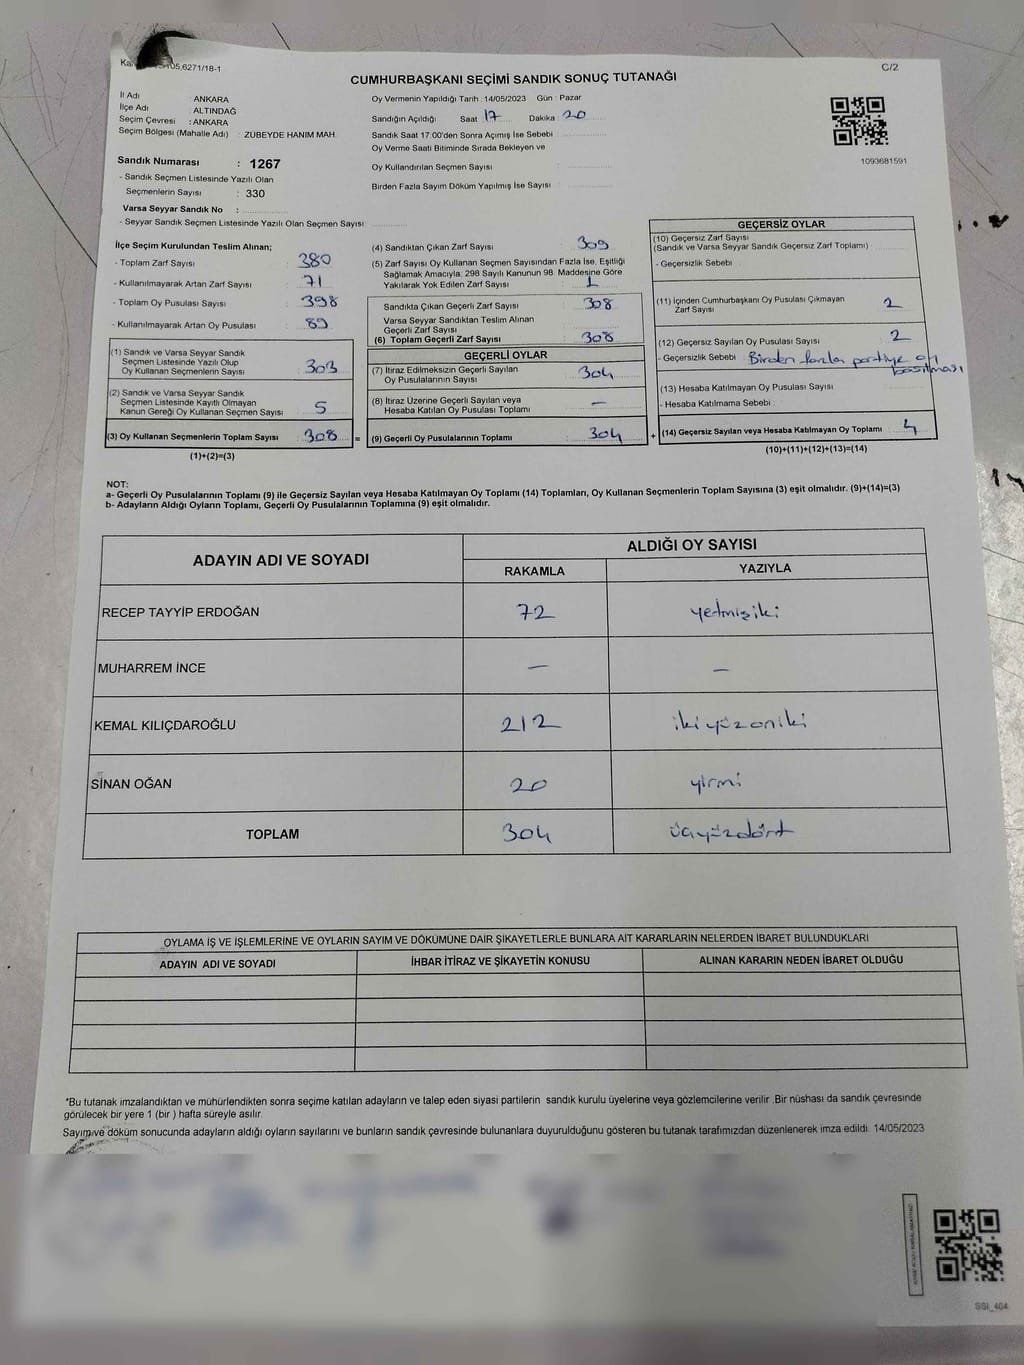 05,6271/18-1
C/2
CUMHURBAŞKANI SEÇİMİ SANDIK SONUÇ TUTANAĞI
İl Adı : ANKARA
İlçe Adı : ALTINDAĞ
Seçim Çevresi : ANKARA
Seçim Bölgesi (Mahalle Adı) : ZÜBEYDE HANIM MAH.
Oy Vermenin Yapıldığı Tarih :14/05/2023 Gün : Pazar
Sandığın Açıldığı Saat 17 Dakika : 20
Sandık Saat 17:00'den Sonra Açımış İse Sebebi :
Oy Verme Saati Bitiminde Sırada Bekleyen ve
Oy Kullandırılan Seçmen Sayısı :
Birden Fazla Sayım Döküm Yapılmış İse Sayısı :
1093681591
Sandık Numarası : 1267
- Sandık Seçmen Listesinde Yazılı Olan
Seçmenlerin Sayısı : 330
Varsa Seyyar Sandık No :
- Seyyar Sandık Seçmen Listesinde Yazılı Olan Seçmen Sayısı:
İlçe Seçim Kurulundan Teslim Alınan;
- Toplam Zarf Sayısı : 380
- Kullanılmayarak Artan Zarf Sayısı : 71
- Toplam Oy Pusulası Sayısı : 398
- Kullanılmayarak Artan Oy Pusulası : 89
(1) Sandık ve Varsa Seyyar Sandık
Seçmen Listesinde Yazılı Olup
Oy Kullanan Seçmenlerin Sayısı : 303
(2) Sandık ve Varsa Seyyar Sandık
Seçmen Listesinde Kayıtlı Olmayan
Kanun Gereği Oy Kullanan Seçmen Sayısı : 5
(3) Oy Kullanan Seçmenlerin Toplam Sayısı : 308 =
(1)+(2)=(3)
(4) Sandıktan Çıkan Zarf Sayısı : 309
(5) Zarf Sayısı Oy Kullanan Seçmen Sayısından Fazla İse, Eşitliği
Sağlamak Amacıyla; 298 Sayılı Kanunun 98. Maddesine Göre
Yakılarak Yok Edilen Zarf Sayısı : 1
Sandıkta Çıkan Geçerli Zarf Sayısı : 308
Varsa Seyyar Sandıktan Teslim Alınan
Geçerli Zarf Sayısı :
(6) Toplam Geçerli Zarf Sayısı : 308
GEÇERLİ OYLAR
(7) İtiraz Edilmeksizin Geçerli Sayılan
Oy Pusulalarının Sayısı : 304
(8) İtiraz Üzerine Geçerli Sayılan veya
Hesaba Katılan Oy Pusulası Toplamı : —
(9) Geçerli Oy Pusulalarının Toplamı : 304 +
GEÇERSİZ OYLAR
(10) Geçersiz Zarf Sayısı
(Sandık ve Varsa Seyyar Sandık Geçersiz Zarf Toplamı) :
- Geçersizlik Sebebi :
(11) İçinden Cumhurbaşkanı Oy Pusulası Çıkmayan
Zarf Sayısı : 2
(12) Geçersiz Sayılan Oy Pusulası Sayısı : 2
- Geçersizlik Sebebi : Birden fazla partiye oy
basılması
(13) Hesaba Katılmayan Oy Pusulası Sayısı :
- Hesaba Katılmama Sebebi :
(14) Geçersiz Sayılan veya Hesaba Katılmayan Oy Toplamı : 4
(10)+(11)+(12)+(13)=(14)
NOT:
a- Geçerli Oy Pusulalarının Toplamı (9) ile Geçersiz Sayılan veya Hesaba Katılmayan Oy Toplamı (14) Toplamları, Oy Kullanan Seçmenlerin Toplam Sayısına (3) eşit olmalıdır. (9)+(14)=(3)
b- Adayların Aldığı Oyların Toplamı, Geçerli Oy Pusulalarının Toplamına (9) eşit olmalıdır.
ADAYIN ADI VE SOYADI
ALDIĞI OY SAYISI
RAKAMLA YAZIYLA
RECEP TAYYİP ERDOĞAN 72 yetmişiki
MUHARREM İNCE — —
KEMAL KILIÇDAROĞLU 212 ikiyüzoniki
SİNAN OĞAN 20 yirmi
TOPLAM 304 üçyüzdört
OYLAMA İŞ VE İŞLEMLERİNE VE OYLARIN SAYIM VE DÖKÜMÜNE DAİR ŞİKAYETLERLE BUNLARA AİT KARARLARIN NELERDEN İBARET BULUNDUKLARI
ADAYIN ADI VE SOYADI İHBAR İTİRAZ VE ŞİKAYETİN KONUSU ALINAN KARARIN NEDEN İBARET OLDUĞU
*Bu tutanak imzalandıktan ve mühürlendikten sonra seçime katılan adayların ve talep eden siyasi partilerin sandık kurulu üyelerine veya gözlemcilerine verilir .Bir nüshası da sandık çevresinde
görülecek bir yere 1 (bir ) hafta süreyle asılır.
Sayım ve döküm sonucunda adayların aldığı oyların sayılarını ve bunların sandık çevresinde bulunanlara duyurulduğunu gösteren bu tutanak tarafımızdan düzenlenerek imza edildi. 14/05/2023
SSI_404